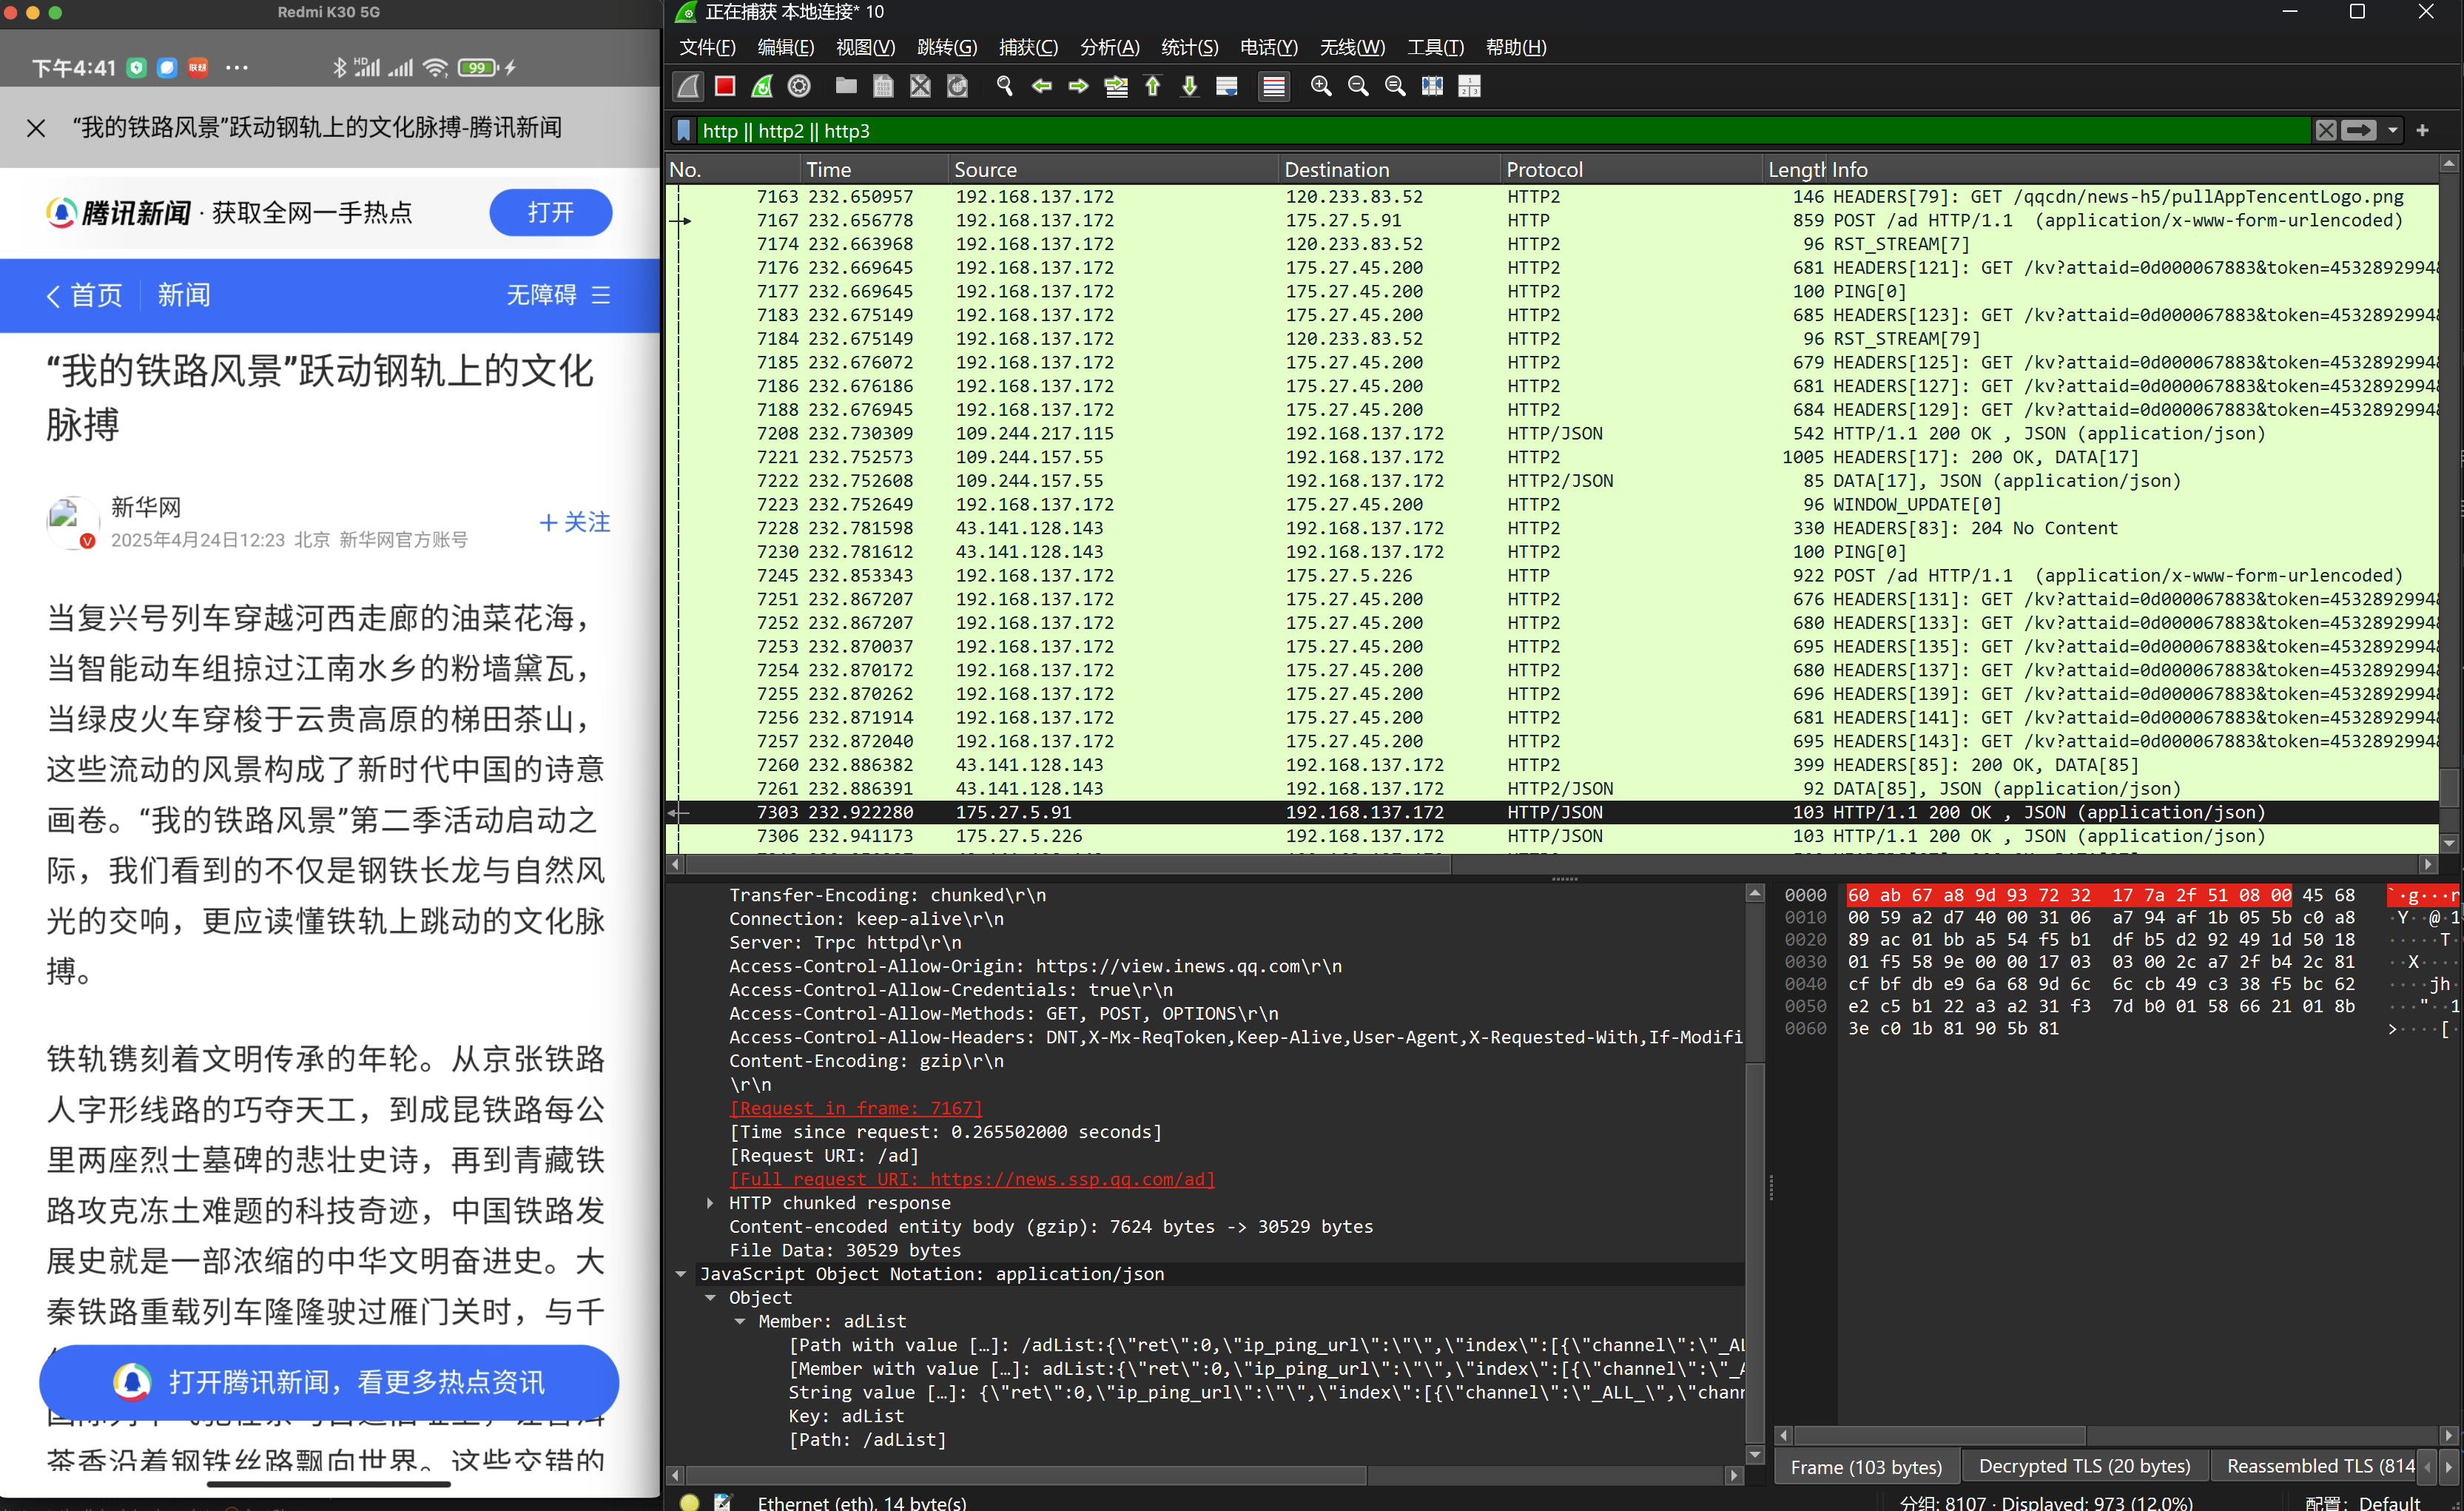 Redmi K30 5G
下午4:41
99
“我的铁路风景”跃动钢轨上的文化脉搏-腾讯新闻
腾讯新闻 · 获取全网一手热点
打开
首页 新闻
无障碍
“我的铁路风景”跃动钢轨上的文化
脉搏
新华网
2025年4月24日12:23 北京 新华网官方账号
+ 关注
当复兴号列车穿越河西走廊的油菜花海，
当智能动车组掠过江南水乡的粉墙黛瓦，
当绿皮火车穿梭于云贵高原的梯田茶山，
这些流动的风景构成了新时代中国的诗意
画卷。“我的铁路风景”第二季活动启动之
际，我们看到的不仅是钢铁长龙与自然风
光的交响，更应读懂铁轨上跳动的文化脉
搏。
铁轨镌刻着文明传承的年轮。从京张铁路
人字形线路的巧夺天工，到成昆铁路每公
里两座烈士墓碑的悲壮史诗，再到青藏铁
路攻克冻土难题的科技奇迹，中国铁路发
展史就是一部浓缩的中华文明奋进史。大
秦铁路重载列车隆隆驶过雁门关时，与千
打开腾讯新闻，看更多热点资讯
茶香沿着钢铁丝路飘向世界。这些交错的
正在捕获 本地连接* 10
文件(F) 编辑(E) 视图(V) 跳转(G) 捕获(C) 分析(A) 统计(S) 电话(Y) 无线(W) 工具(T) 帮助(H)
http || http2 || http3
No. Time Source Destination Protocol Length Info
7163 232.650957 192.168.137.172 120.233.83.52 HTTP2 146 HEADERS[79]: GET /qqcdn/news-h5/pullAppTencentLogo.png
7167 232.656778 192.168.137.172 175.27.5.91 HTTP 859 POST /ad HTTP/1.1  (application/x-www-form-urlencoded)
7174 232.663968 192.168.137.172 120.233.83.52 HTTP2 96 RST_STREAM[7]
7176 232.669645 192.168.137.172 175.27.45.200 HTTP2 681 HEADERS[121]: GET /kv?attaid=0d000067883&token=4532892994&
7177 232.669645 192.168.137.172 175.27.45.200 HTTP2 100 PING[0]
7183 232.675149 192.168.137.172 175.27.45.200 HTTP2 685 HEADERS[123]: GET /kv?attaid=0d000067883&token=4532892994&
7184 232.675149 192.168.137.172 120.233.83.52 HTTP2 96 RST_STREAM[79]
7185 232.676072 192.168.137.172 175.27.45.200 HTTP2 679 HEADERS[125]: GET /kv?attaid=0d000067883&token=4532892994&
7186 232.676186 192.168.137.172 175.27.45.200 HTTP2 681 HEADERS[127]: GET /kv?attaid=0d000067883&token=4532892994&
7188 232.676945 192.168.137.172 175.27.45.200 HTTP2 684 HEADERS[129]: GET /kv?attaid=0d000067883&token=4532892994&
7208 232.730309 109.244.217.115 192.168.137.172 HTTP/JSON 542 HTTP/1.1 200 OK , JSON (application/json)
7221 232.752573 109.244.157.55 192.168.137.172 HTTP2 1005 HEADERS[17]: 200 OK, DATA[17]
7222 232.752608 109.244.157.55 192.168.137.172 HTTP2/JSON 85 DATA[17], JSON (application/json)
7223 232.752649 192.168.137.172 175.27.45.200 HTTP2 96 WINDOW_UPDATE[0]
7228 232.781598 43.141.128.143 192.168.137.172 HTTP2 330 HEADERS[83]: 204 No Content
7230 232.781612 43.141.128.143 192.168.137.172 HTTP2 100 PING[0]
7245 232.853343 192.168.137.172 175.27.5.226 HTTP 922 POST /ad HTTP/1.1  (application/x-www-form-urlencoded)
7251 232.867207 192.168.137.172 175.27.45.200 HTTP2 676 HEADERS[131]: GET /kv?attaid=0d000067883&token=4532892994&
7252 232.867207 192.168.137.172 175.27.45.200 HTTP2 680 HEADERS[133]: GET /kv?attaid=0d000067883&token=4532892994&
7253 232.870037 192.168.137.172 175.27.45.200 HTTP2 695 HEADERS[135]: GET /kv?attaid=0d000067883&token=4532892994&
7254 232.870172 192.168.137.172 175.27.45.200 HTTP2 680 HEADERS[137]: GET /kv?attaid=0d000067883&token=4532892994&
7255 232.870262 192.168.137.172 175.27.45.200 HTTP2 696 HEADERS[139]: GET /kv?attaid=0d000067883&token=4532892994&
7256 232.871914 192.168.137.172 175.27.45.200 HTTP2 681 HEADERS[141]: GET /kv?attaid=0d000067883&token=4532892994&
7257 232.872040 192.168.137.172 175.27.45.200 HTTP2 695 HEADERS[143]: GET /kv?attaid=0d000067883&token=4532892994&
7260 232.886382 43.141.128.143 192.168.137.172 HTTP2 399 HEADERS[85]: 200 OK, DATA[85]
7261 232.886391 43.141.128.143 192.168.137.172 HTTP2/JSON 92 DATA[85], JSON (application/json)
7303 232.922280 175.27.5.91 192.168.137.172 HTTP/JSON 103 HTTP/1.1 200 OK , JSON (application/json)
7306 232.941173 175.27.5.226 192.168.137.172 HTTP/JSON 103 HTTP/1.1 200 OK , JSON (application/json)
Transfer-Encoding: chunked\r\n
Connection: keep-alive\r\n
Server: Trpc httpd\r\n
Access-Control-Allow-Origin: https://view.inews.qq.com\r\n
Access-Control-Allow-Credentials: true\r\n
Access-Control-Allow-Methods: GET, POST, OPTIONS\r\n
Access-Control-Allow-Headers: DNT,X-Mx-ReqToken,Keep-Alive,User-Agent,X-Requested-With,If-Modifi
Content-Encoding: gzip\r\n
\r\n
[Request in frame: 7167]
[Time since request: 0.265502000 seconds]
[Request URI: /ad]
[Full request URI: https://news.ssp.qq.com/ad]
HTTP chunked response
Content-encoded entity body (gzip): 7624 bytes -> 30529 bytes
File Data: 30529 bytes
JavaScript Object Notation: application/json
Object
Member: adList
[Path with value […]: /adList:{\"ret\":0,\"ip_ping_url\":\"\",\"index\":[{\"channel\":\"_AL
[Member with value […]: adList:{\"ret\":0,\"ip_ping_url\":\"\",\"index\":[{\"channel\":\"_A
String value […]: {\"ret\":0,\"ip_ping_url\":\"\",\"index\":[{\"channel\":\"_ALL_\",\"chann
Key: adList
[Path: /adList]
0000 60 ab 67 a8 9d 93 72 32 17 7a 2f 51 08 00 45 68 `·g···r
0010 00 59 a2 d7 40 00 31 06 a7 94 af 1b 05 5b c0 a8 ·Y··@·1
0020 89 ac 01 bb a5 54 f5 b1 df b5 d2 92 49 1d 50 18 ·····T·
0030 01 f5 58 9e 00 00 17 03 03 00 2c a7 2f b4 2c 81 ··X····
0040 cf bf db e9 6a 68 9d 6c 6c cb 49 c3 38 f5 bc 62 ····jh·
0050 e2 c5 b1 22 a3 a2 31 f3 7d b0 01 58 66 21 01 8b ···"··1
0060 3e c0 1b 81 90 5b 81 >····[·
Frame (103 bytes) Decrypted TLS (20 bytes) Reassembled TLS (814
Ethernet (eth), 14 byte(s)
分组: 8107 · Displayed: 973 (12.0%)
配置: Default